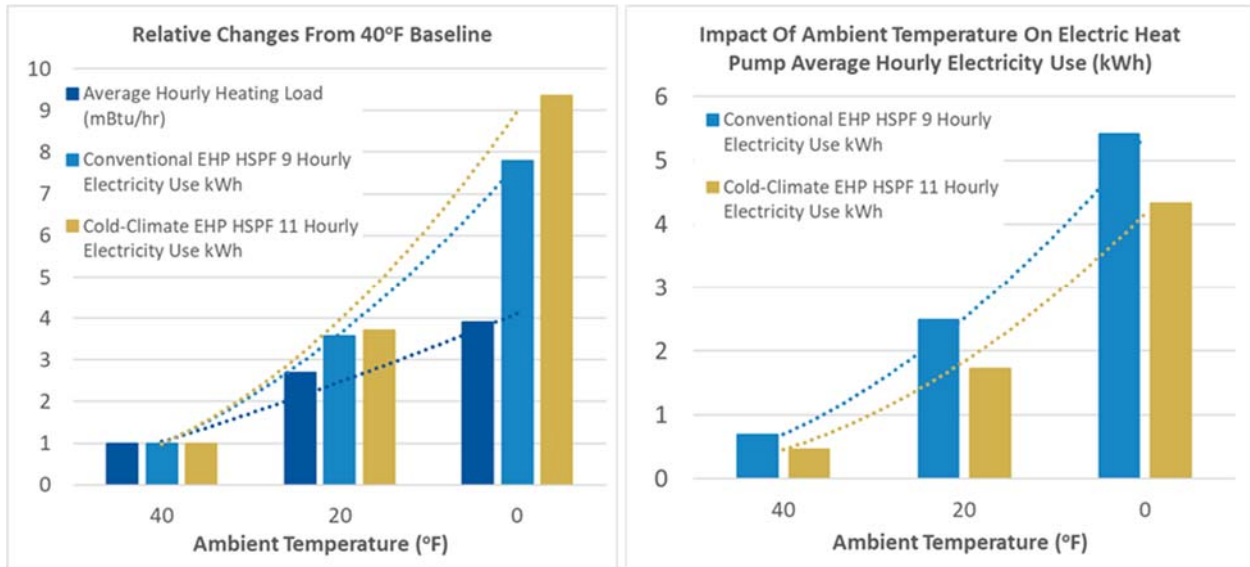 Relative Changes From 40°F Baseline
10
9
8
7
6
5
4
3
2
1
0
Average Hourly Heating Load
(mBtu/hr)
Conventional EHP HSPF 9 Hourly
Electricity Use kWh
Cold-Climate EHP HSPF 11 Hourly
Electricity Use kWh
40
20
0
Ambient Temperature (°F)
Impact Of Ambient Temperature On Electric Heat
Pump Average Hourly Electricity Use (kWh)
6
5
4
3
2
1
0
Conventional EHP HSPF 9 Hourly
Electricity Use kWh
Cold-Climate EHP HSPF 11 Hourly
Electricity Use kWh
40
20
0
Ambient Temperature (°F)